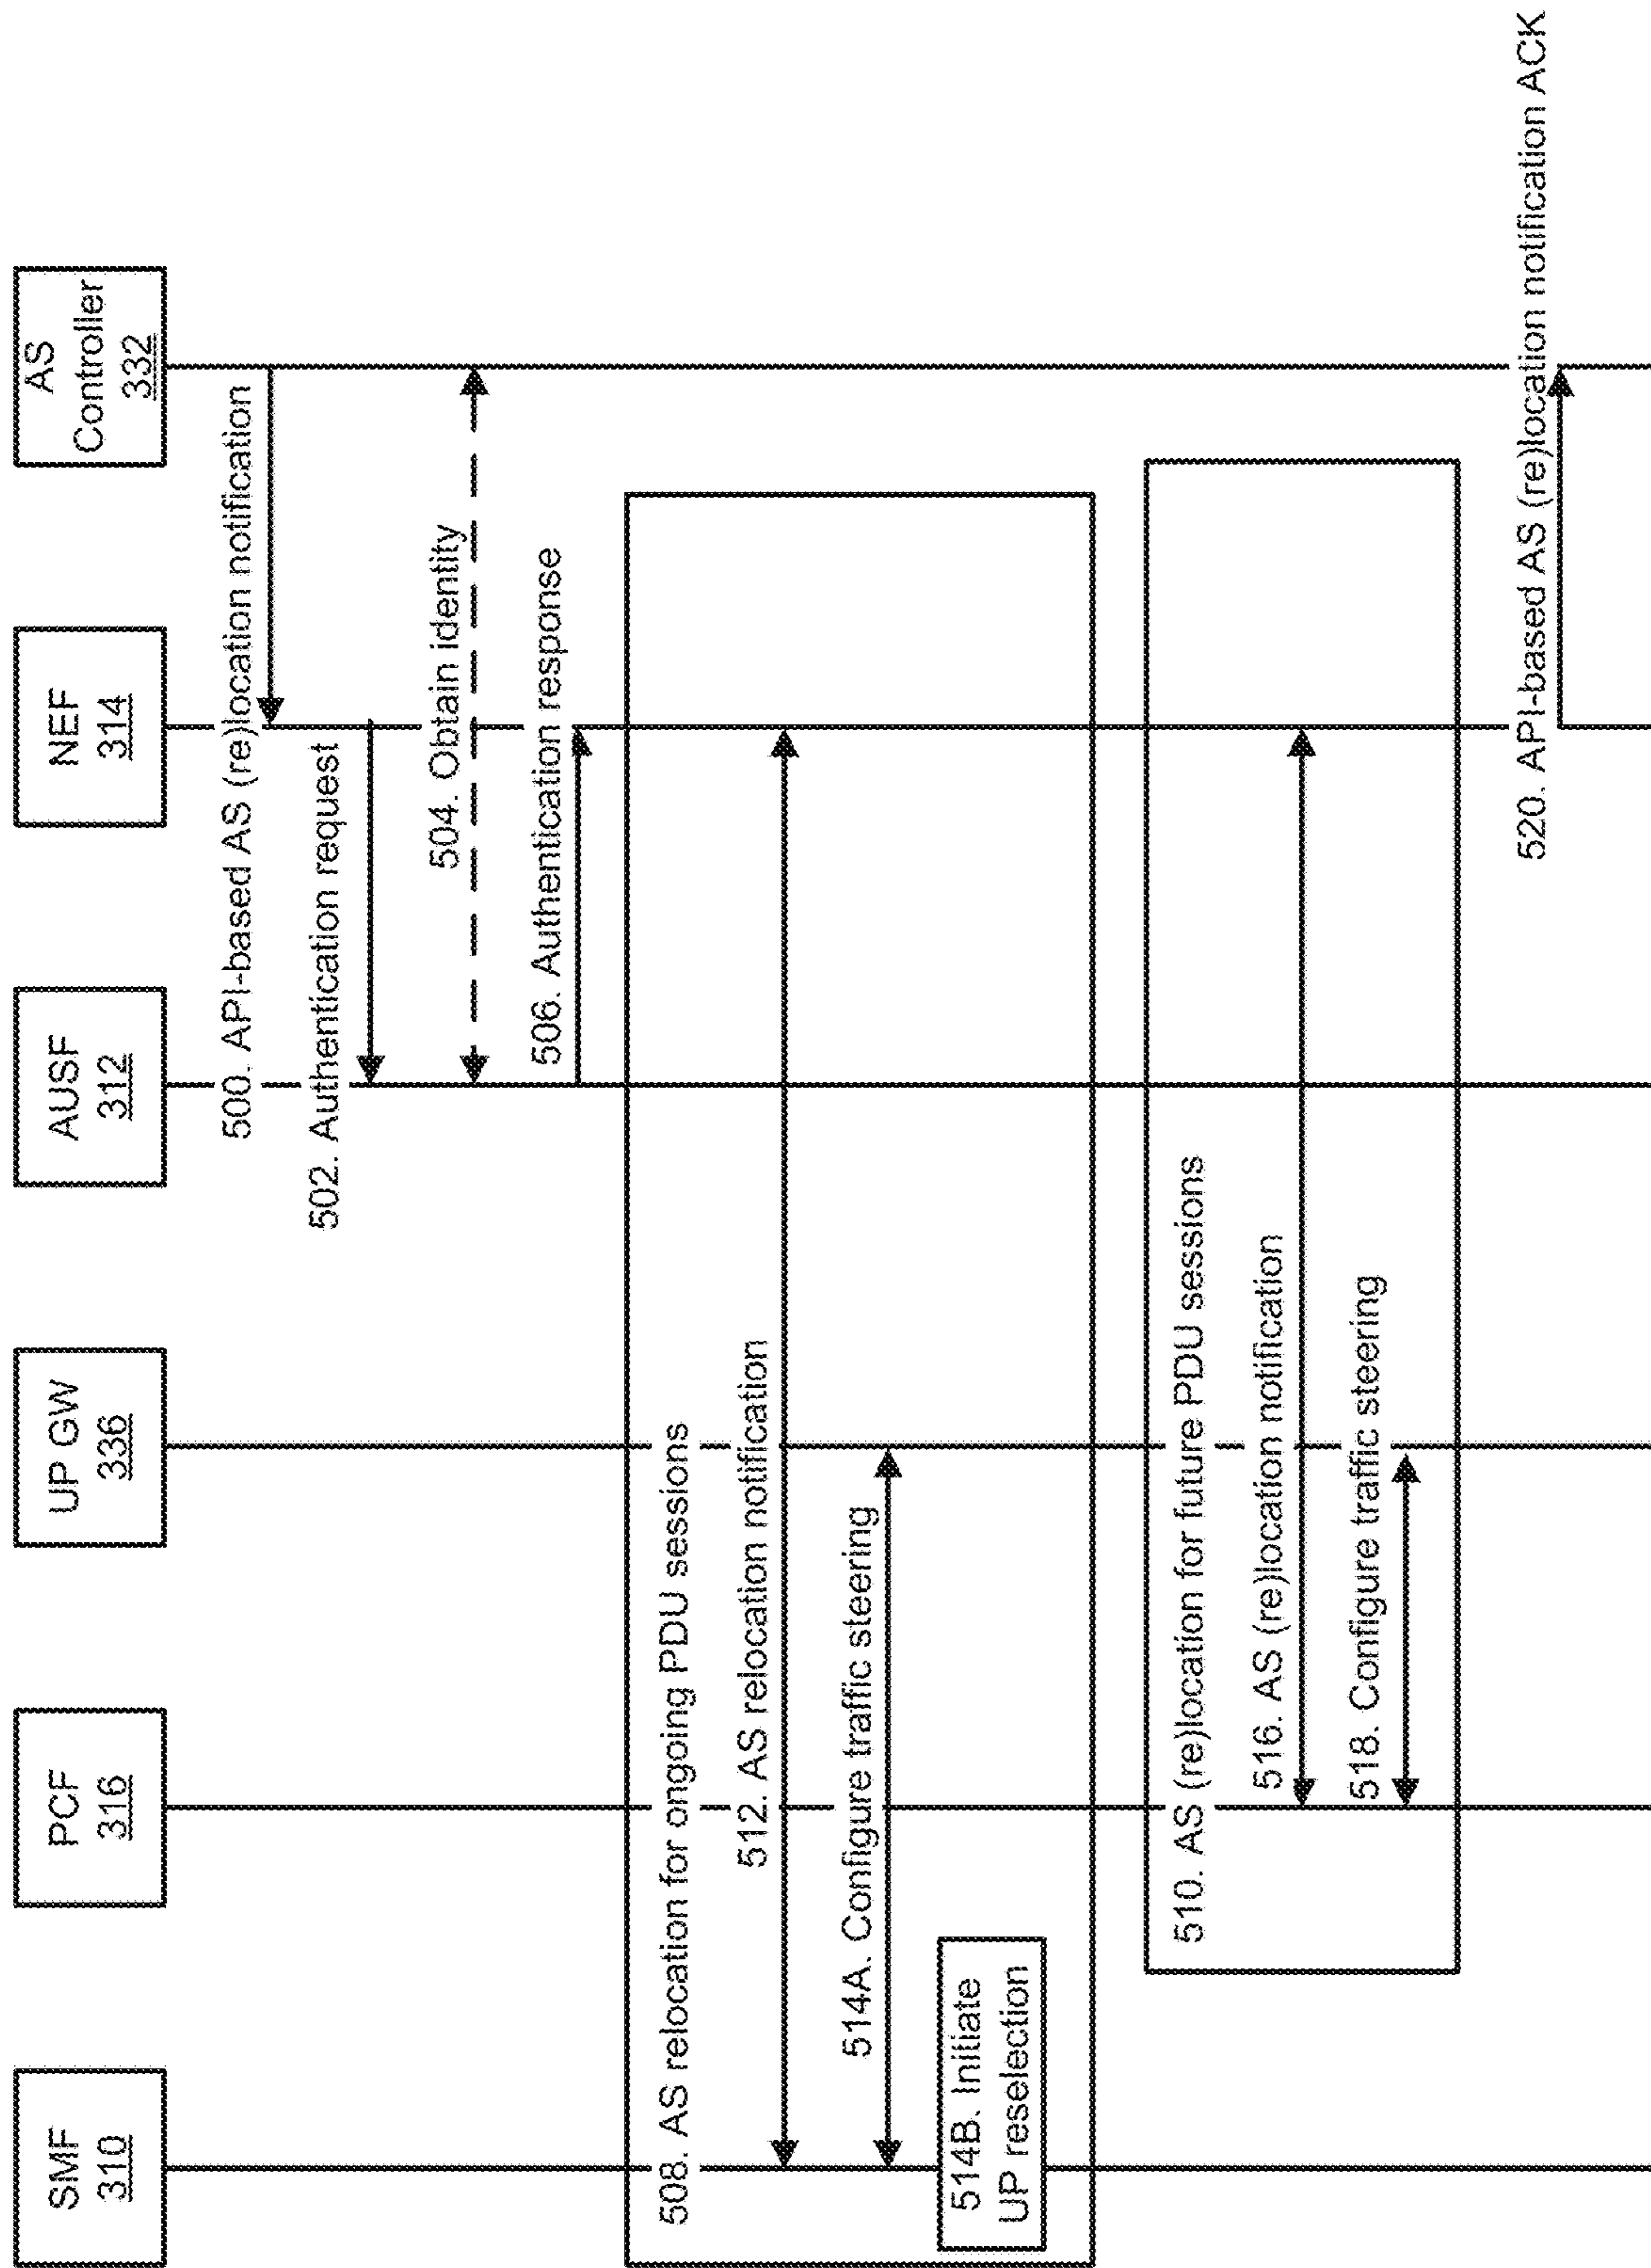 SMF
310
PCF
316
UP GW
336
AUSF
312
NEF
314
AS
Controller
332
500. API-based AS (re)location notification
502. Authentication request
504. Obtain identity
506. Authentication response
508. AS relocation for ongoing PDU sessions
512. AS relocation notification
514A. Configure traffic steering
514B. Initiate
UP reselection
510. AS (re)location for future PDU sessions
516. AS (re)location notification
518. Configure traffic steering
520. API-based AS (re)location notification ACK